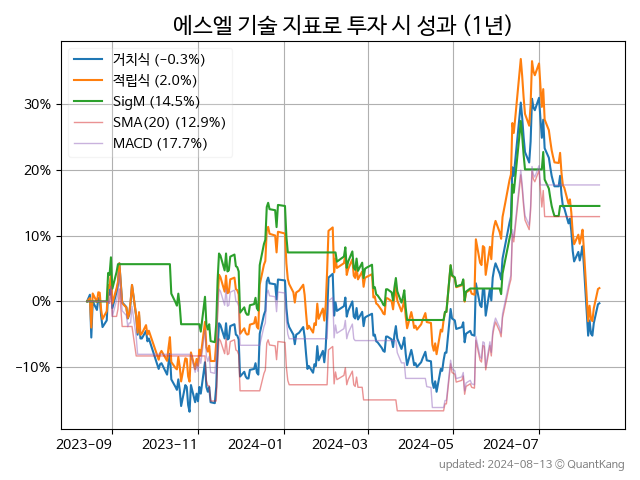 에스엘 기술 지표로 투자 시 성과 (1년)
거치식 (-0.3%)
적립식 (2.0%)
SigM (14.5%)
SMA(20) (12.9%)
MACD (17.7%)
30%
20%
10%
0%
-10%
2023-09 2023-11 2024-01 2024-03 2024-05 2024-07
updated: 2024-08-13 © QuantKang